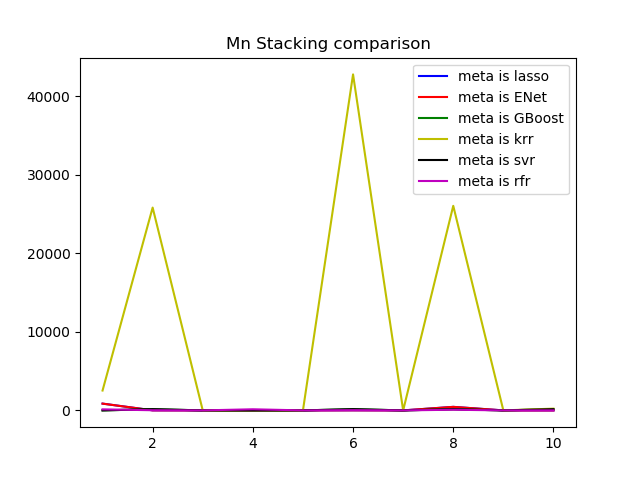 Mn Stacking comparison
meta is lasso
meta is ENet
meta is GBoost
meta is krr
meta is svr
meta is rfr
40000
30000
20000
10000
0
2 4 6 8 10